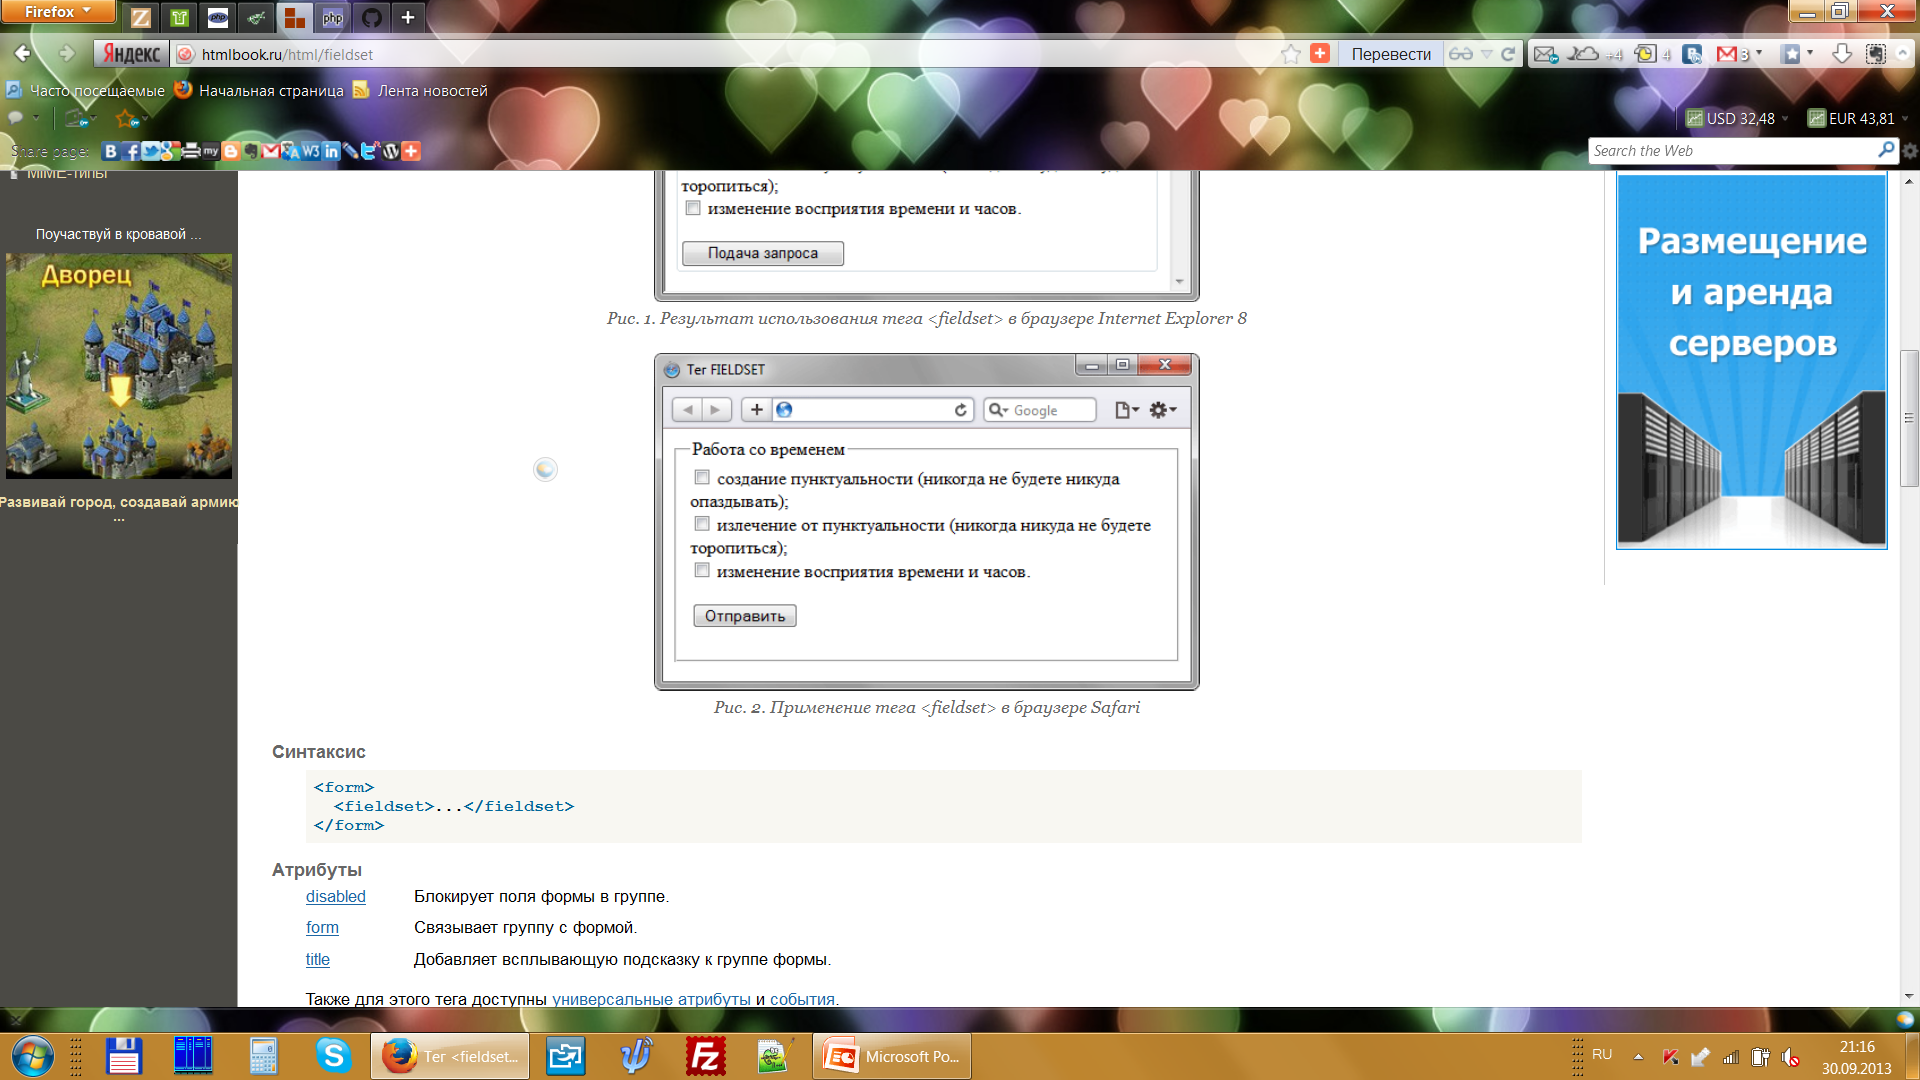 Firefox
Яндекс
htmlbook.ru/html/fieldset
Перевести
+4
4
3
Часто посещаемые
Начальная страница
Лента новостей
USD 32,48
EUR 43,81
Share page:
Search the Web
MIME-типы
Поучаствуй в кровавой ...
Дворец
Развивай город, создавай армию
...
торопиться);
изменение восприятия времени и часов.
Подача запроса
Рис. 1. Результат использования тега <fieldset> в браузере Internet Explorer 8
Тег FIELDSET
Google
Работа со временем
создание пунктуальности (никогда не будете никуда
опаздывать);
излечение от пунктуальности (никогда никуда не будете
торопиться);
изменение восприятия времени и часов.
Отправить
Рис. 2. Применение тега <fieldset> в браузере Safari
Синтаксис
<form>
<fieldset>...</fieldset>
</form>
Атрибуты
disabled Блокирует поля формы в группе.
form Связывает группу с формой.
title Добавляет всплывающую подсказку к группе формы.
Также для этого тега доступны универсальные атрибуты и события.
Размещение
и аренда
серверов
Тег <fieldset...
Microsoft Po...
RU
21:16
30.09.2013